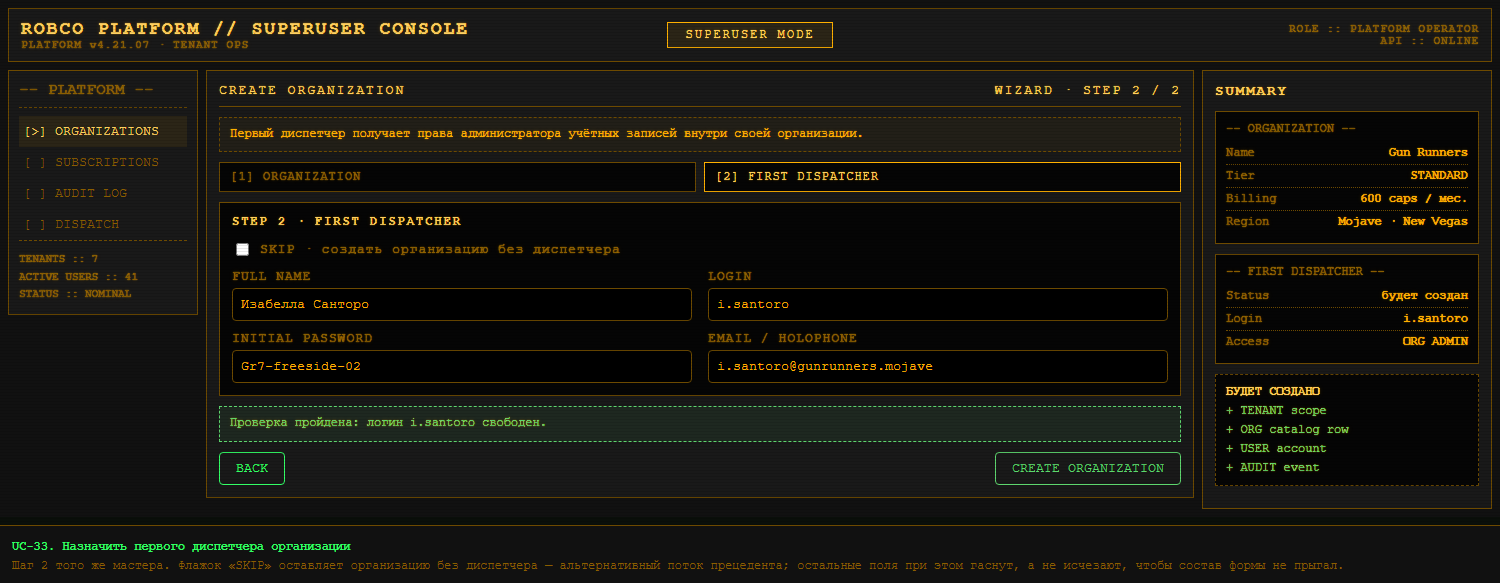 ROBCO PLATFORM // SUPERUSER CONSOLE
PLATFORM v4.21.07 · TENANT OPS
SUPERUSER MODE
ROLE :: PLATFORM OPERATOR
API :: ONLINE
—— PLATFORM ——
[>] ORGANIZATIONS
[ ] SUBSCRIPTIONS
[ ] AUDIT LOG
[ ] DISPATCH
TENANTS :: 7
ACTIVE USERS :: 41
STATUS :: NOMINAL
CREATE ORGANIZATION
WIZARD · STEP 2 / 2
Первый диспетчер получает права администратора учётных записей внутри своей организации.
[1] ORGANIZATION
[2] FIRST DISPATCHER
STEP 2 · FIRST DISPATCHER
SKIP · создать организацию без диспетчера
FULL NAME
LOGIN
Изабелла Санторо
i.santoro
INITIAL PASSWORD
EMAIL / HOLOPHONE
Gr7-freeside-02
i.santoro@gunrunners.mojave
Проверка пройдена: логин i.santoro свободен.
BACK
CREATE ORGANIZATION
SUMMARY
—— ORGANIZATION ——
Name Gun Runners
Tier STANDARD
Billing 600 caps / мес.
Region Mojave · New Vegas
—— FIRST DISPATCHER ——
Status будет создан
Login i.santoro
Access ORG ADMIN
БУДЕТ СОЗДАНО
+ TENANT scope
+ ORG catalog row
+ USER account
+ AUDIT event
UC-33. Назначить первого диспетчера организации
Шаг 2 того же мастера. Флажок «SKIP» оставляет организацию без диспетчера — альтернативный поток прецедента; остальные поля при этом гаснут, а не исчезают, чтобы состав формы не прыгал.